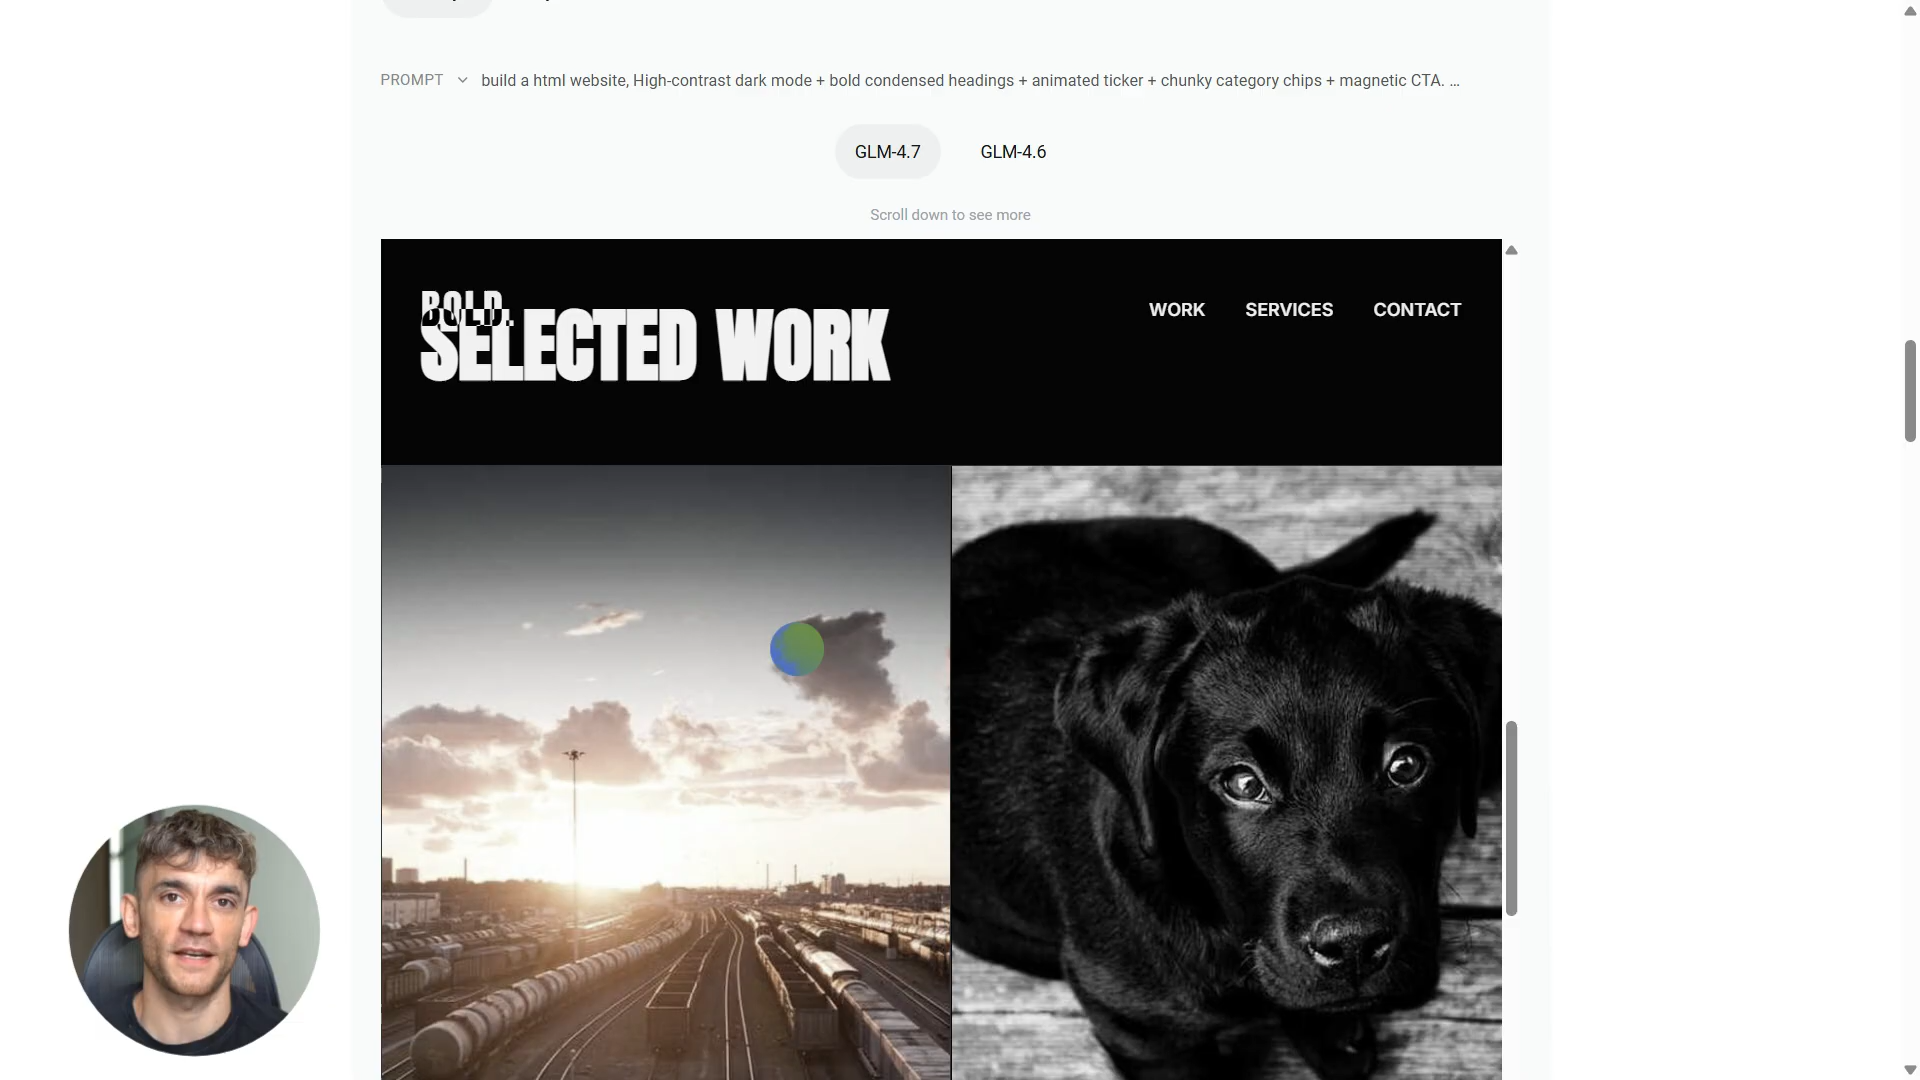 PROMPT build a html website, High-contrast dark mode + bold condensed headings + animated ticker + chunky category chips + magnetic CTA. ...
GLM-4.7 GLM-4.6
Scroll down to see more
BOLD.
SELECTED WORK
WORK SERVICES CONTACT